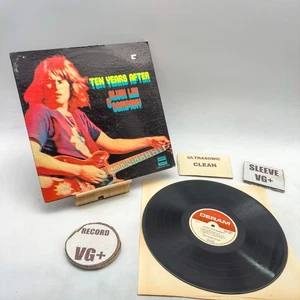 TEN YEARS AFTER
ALVIN LEE
& COMPANY
ULTRASONIC
CLEAN
SLEEVE
VG+
DERAM
RECORD
VG+